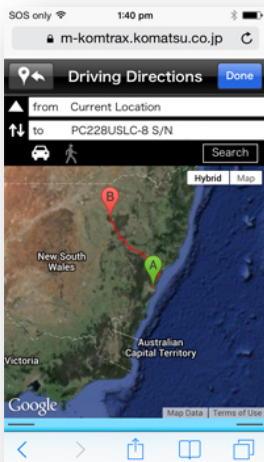 SOS only 1:40 pm
m-komtrax.komatsu.co.jp
Driving Directions Done
from Current Location
to PC228USLC-8 S/N
Search
Hybrid Map
B
New South
Wales
A
Australian
Capital Territory
Victoria
Google
Map Data Terms of Use